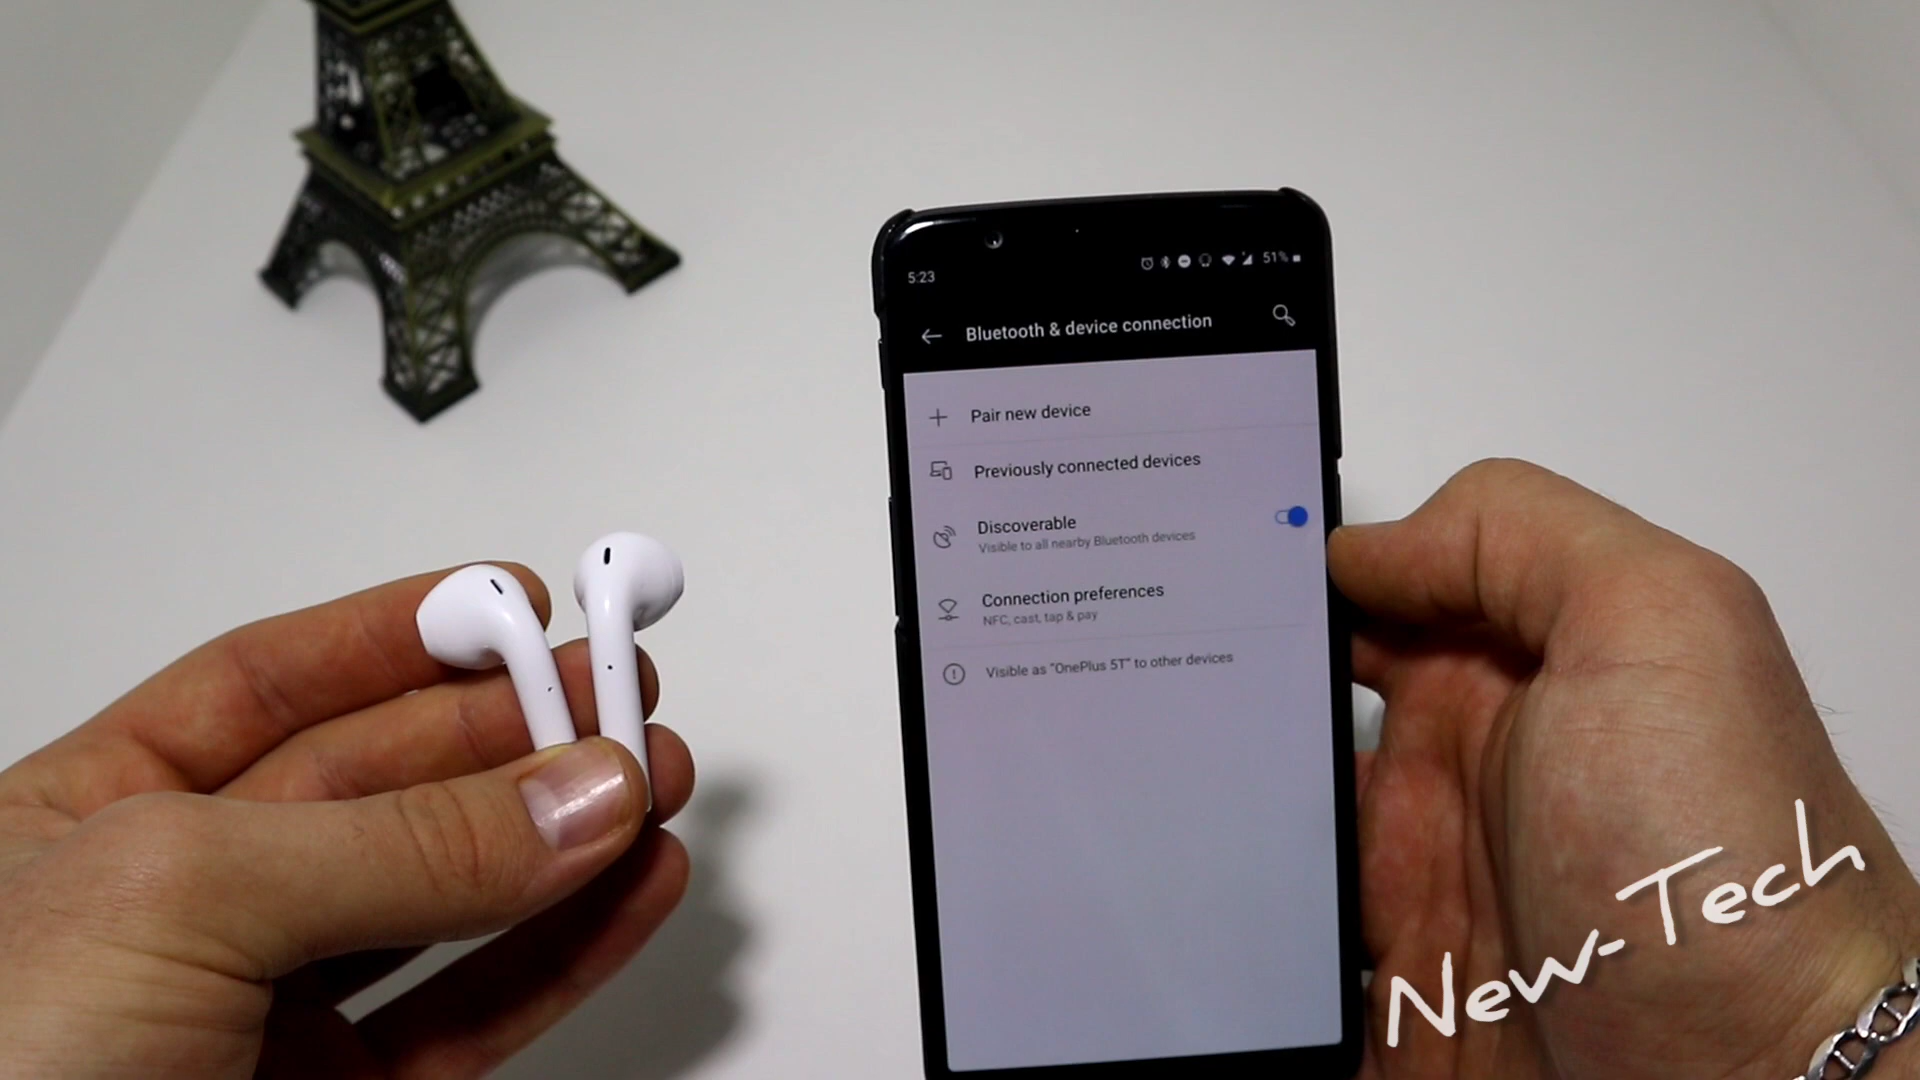 5:23
51%
Bluetooth & device connection
Pair new device
Previously connected devices
Discoverable
Visible to all nearby Bluetooth devices
Connection preferences
NFC, cast, tap & pay
Visible as "OnePlus 5T" to other devices
New-Tech